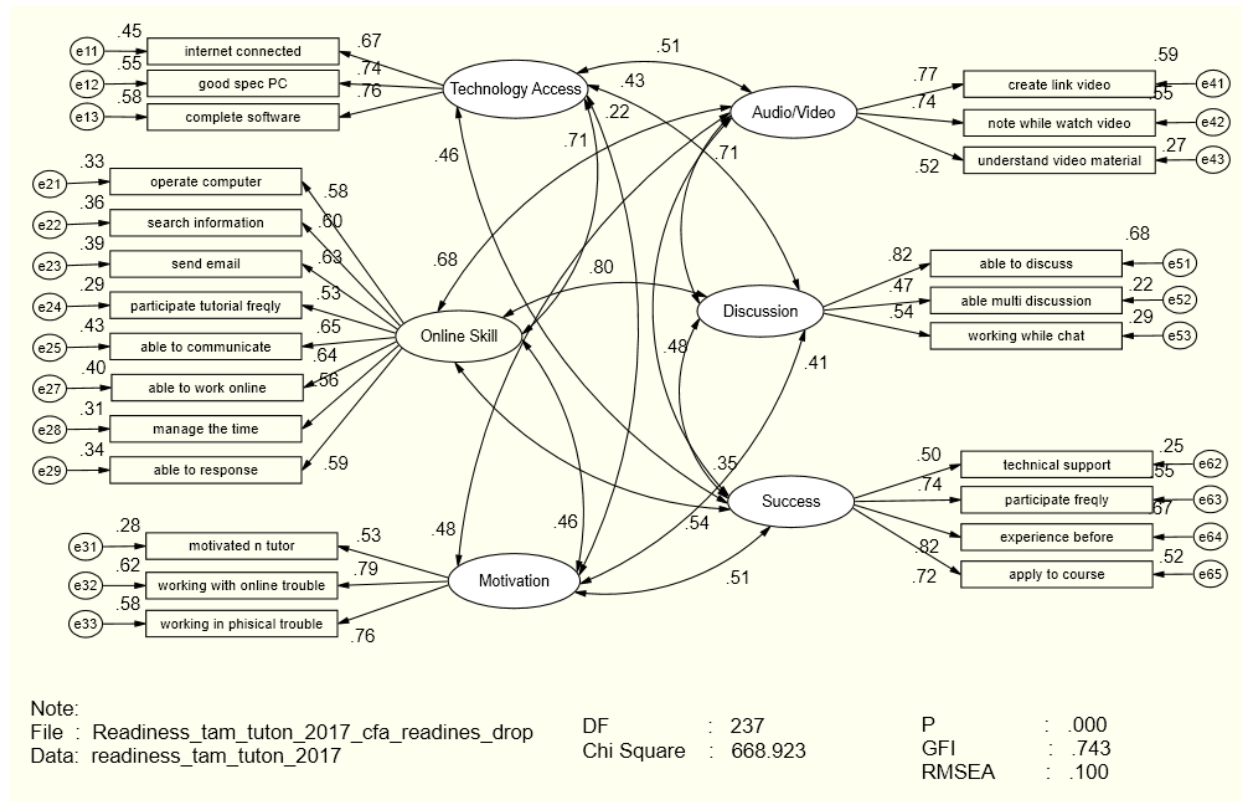 .45
e11
internet connected
.67
.55
e12
good spec PC
.74
.58
e13
complete software
.76
Technology Access
.51
.43
.22
.71
.46
.71
Audio/Video
.77
create link video
.59
e41
.74
note while watch video
.55
e42
.52
understand video material
.27
e43
.33
e21
operate computer
.58
.36
e22
search information
.60
.39
e23
send email
.63
.29
e24
participate tutorial freqly
.53
.43
e25
able to communicate
.65
.40
e27
able to work online
.64
.31
e28
manage the time
.56
.34
e29
able to response
.59
Online Skill
.68
.80
Discussion
.82
able to discuss
.68
e51
.47
able multi discussion
.22
e52
.54
working while chat
.29
e53
.48
.41
.35
.54
.46
.48
.51
Success
.50
technical support
.25
e62
.74
participate freqly
.55
e63
.82
experience before
.67
e64
.72
apply to course
.52
e65
.28
e31
motivated n tutor
.53
.62
e32
working with online trouble
.79
.58
e33
working in phisical trouble
.76
Motivation
Note:
File : Readiness_tam_tuton_2017_cfa_readines_drop
Data: readiness_tam_tuton_2017
DF : 237
Chi Square : 668.923
P : .000
GFI : .743
RMSEA : .100